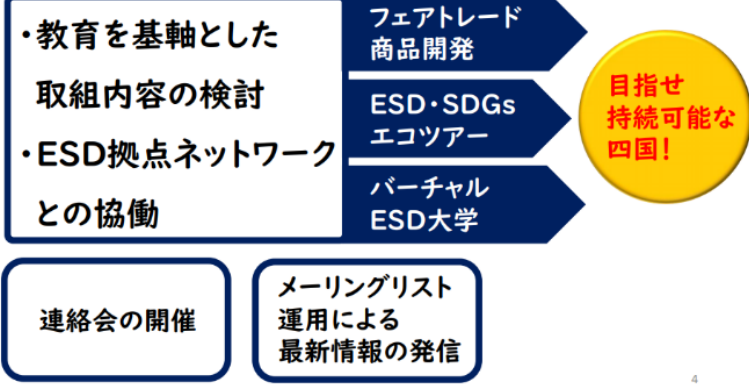 ・教育を基軸とした
取組内容の検討
・ESD拠点ネットワーク
との協働
フェアトレード
商品開発
ESD・SDGs
エコツアー
バーチャル
ESD大学
目指せ
持続可能な
四国!
連絡会の開催
メーリングリスト
運用による
最新情報の発信
4